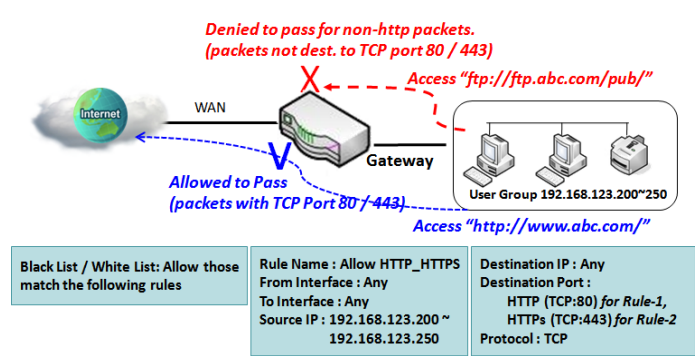 Denied to pass for non-http packets.
(packets not dest. to TCP port 80 / 443)
X
Access “ftp://ftp.abc.com/pub/”
WAN
Internet
V
Gateway
Allowed to Pass
(packets with TCP Port 80 / 443)
User Group 192.168.123.200~250
Access “http://www.abc.com/”
Black List / White List: Allow those
match the following rules
Rule Name : Allow HTTP_HTTPS
From Interface : Any
To Interface : Any
Source IP : 192.168.123.200 ~
192.168.123.250
Destination IP : Any
Destination Port :
HTTP (TCP:80) for Rule-1,
HTTPs (TCP:443) for Rule-2
Protocol : TCP